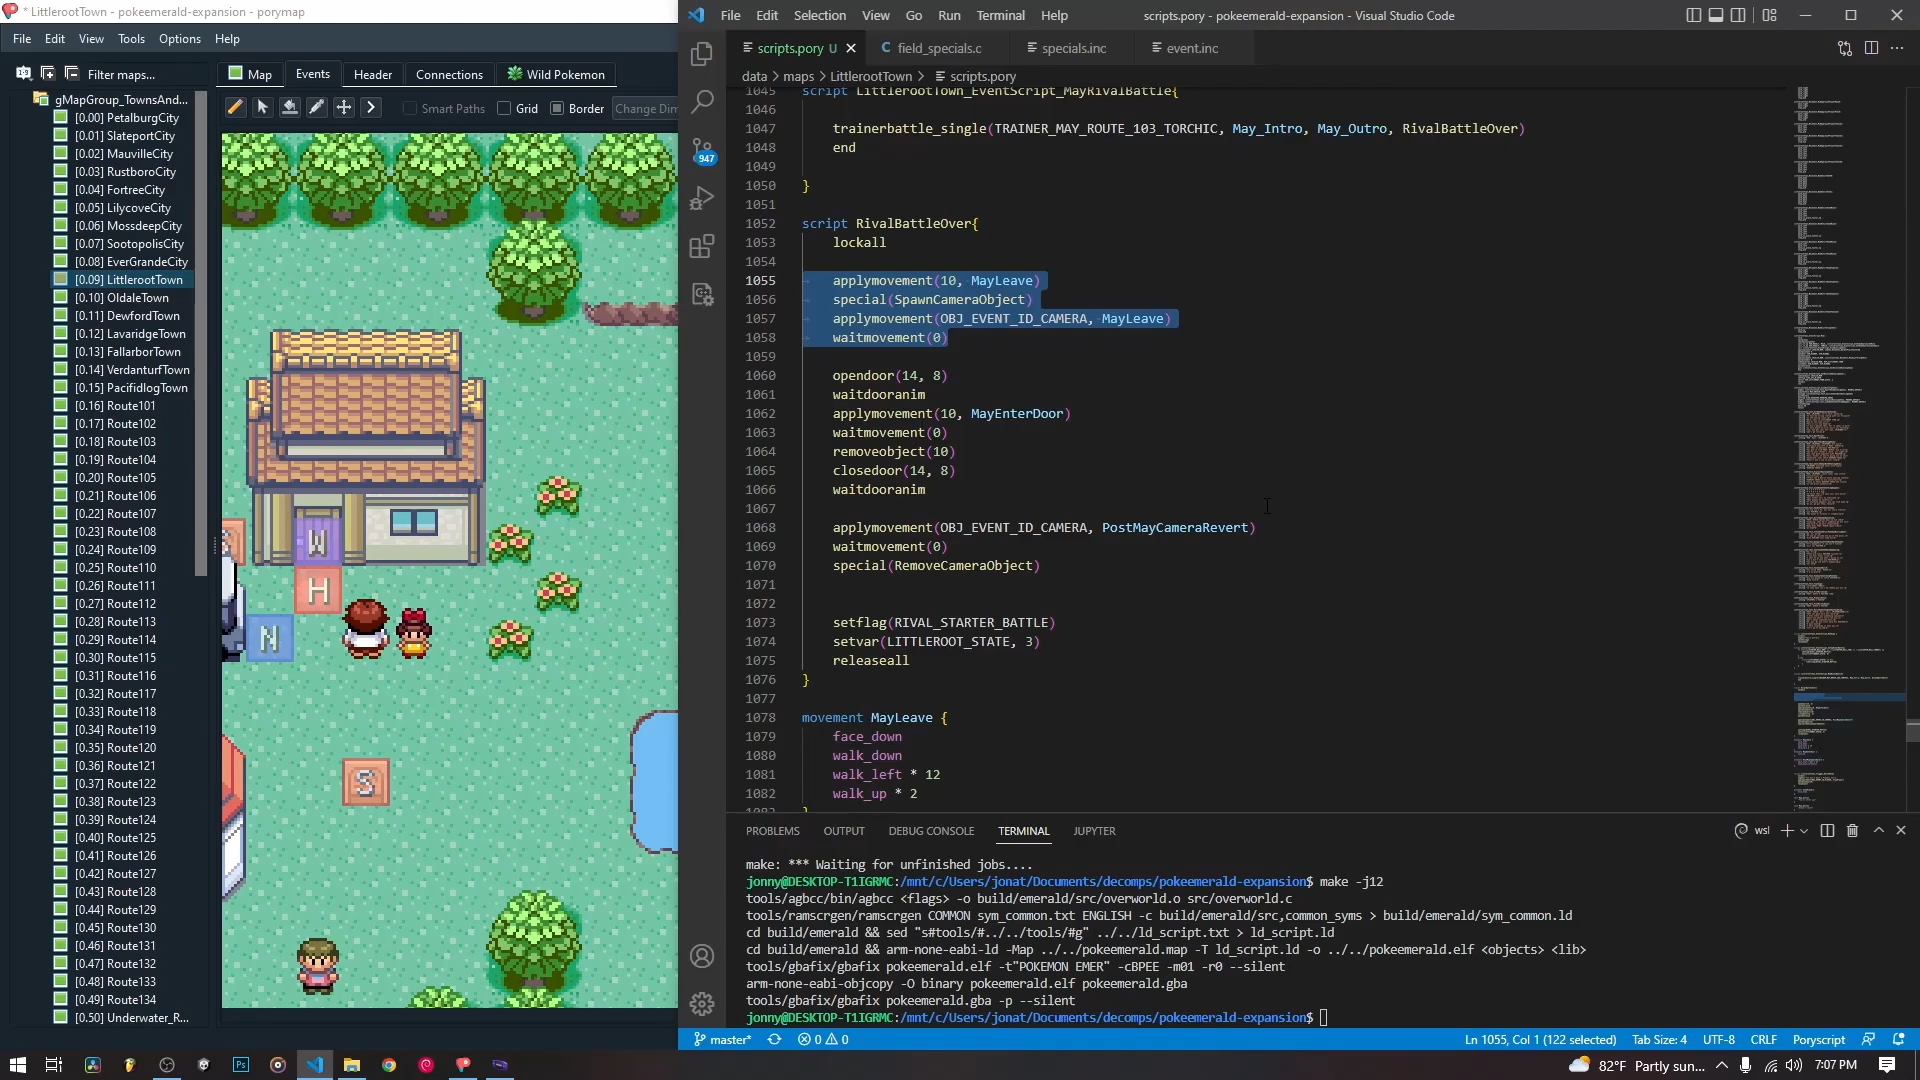 * LittlerootTown - pokeemerald-expansion - porymap
File Edit View Tools Options Help
Filter maps...
Map Events Header Connections Wild Pokemon
Smart Paths Grid Border Change Dim
gMapGroup_TownsAnd...
[0.00] PetalburgCity
[0.01] SlateportCity
[0.02] MauvilleCity
[0.03] RustboroCity
[0.04] FortreeCity
[0.05] LilycoveCity
[0.06] MossdeepCity
[0.07] SootopolisCity
[0.08] EverGrandeCity
[0.09] LittlerootTown
[0.10] OldaleTown
[0.11] DewfordTown
[0.12] LavaridgeTown
[0.13] FallarborTown
[0.14] VerdanturfTown
[0.15] PacifidlogTown
[0.16] Route101
[0.17] Route102
[0.18] Route103
[0.19] Route104
[0.20] Route105
[0.21] Route106
[0.22] Route107
[0.23] Route108
[0.24] Route109
[0.25] Route110
[0.26] Route111
[0.27] Route112
[0.28] Route113
[0.29] Route114
[0.30] Route115
[0.31] Route116
[0.32] Route117
[0.33] Route118
[0.34] Route119
[0.35] Route120
[0.36] Route121
[0.37] Route122
[0.38] Route123
[0.39] Route124
[0.40] Route125
[0.41] Route126
[0.42] Route127
[0.43] Route128
[0.44] Route129
[0.45] Route130
[0.46] Route131
[0.47] Route132
[0.48] Route133
[0.49] Route134
[0.50] Underwater_R...
W
H
N
S
File Edit Selection View Go Run Terminal Help
scripts.pory - pokeemerald-expansion - Visual Studio Code
scripts.pory U field_specials.c specials.inc event.inc
data > maps > LittlerootTown > scripts.pory
947
1045 script LittlerootTown_EventScript_MayRivalBattle{
1046
1047 trainerbattle_single(TRAINER_MAY_ROUTE_103_TORCHIC, May_Intro, May_Outro, RivalBattleOver)
1048 end
1049
1050 }
1051
1052 script RivalBattleOver{
1053 lockall
1054
1055 applymovement(10, MayLeave)
1056 special(SpawnCameraObject)
1057 applymovement(OBJ_EVENT_ID_CAMERA, MayLeave)
1058 waitmovement(0)
1059
1060 opendoor(14, 8)
1061 waitdooranim
1062 applymovement(10, MayEnterDoor)
1063 waitmovement(0)
1064 removeobject(10)
1065 closedoor(14, 8)
1066 waitdooranim
1067
1068 applymovement(OBJ_EVENT_ID_CAMERA, PostMayCameraRevert)
1069 waitmovement(0)
1070 special(RemoveCameraObject)
1071
1072
1073 setflag(RIVAL_STARTER_BATTLE)
1074 setvar(LITTLEROOT_STATE, 3)
1075 releaseall
1076 }
1077
1078 movement MayLeave {
1079 face_down
1080 walk_down
1081 walk_left * 12
1082 walk_up * 2
PROBLEMS OUTPUT DEBUG CONSOLE TERMINAL JUPYTER
wsl
make: *** Waiting for unfinished jobs....
jonny@DESKTOP-T1IGRMC:/mnt/c/Users/jonat/Documents/decomps/pokeemerald-expansion$ make -j12
tools/agbcc/bin/agbcc <flags> -o build/emerald/src/overworld.o src/overworld.c
tools/ramscrgen/ramscrgen COMMON sym_common.txt ENGLISH -c build/emerald/src,common_syms > build/emerald/sym_common.ld
cd build/emerald && sed "s#tools/#../../tools/#g" ../../ld_script.txt > ld_script.ld
cd build/emerald && arm-none-eabi-ld -Map ../../pokeemerald.map -T ld_script.ld -o ../../pokeemerald.elf <objects> <lib>
tools/gbafix/gbafix pokeemerald.elf -t"POKEMON EMER" -cBPEE -m01 -r0 --silent
arm-none-eabi-objcopy -O binary pokeemerald.elf pokeemerald.gba
tools/gbafix/gbafix pokeemerald.gba -p --silent
jonny@DESKTOP-T1IGRMC:/mnt/c/Users/jonat/Documents/decomps/pokeemerald-expansion$
master* 0 0
Ln 1055, Col 1 (122 selected) Tab Size: 4 UTF-8 CRLF Poryscript
Ps
82°F Partly sun... 7:07 PM